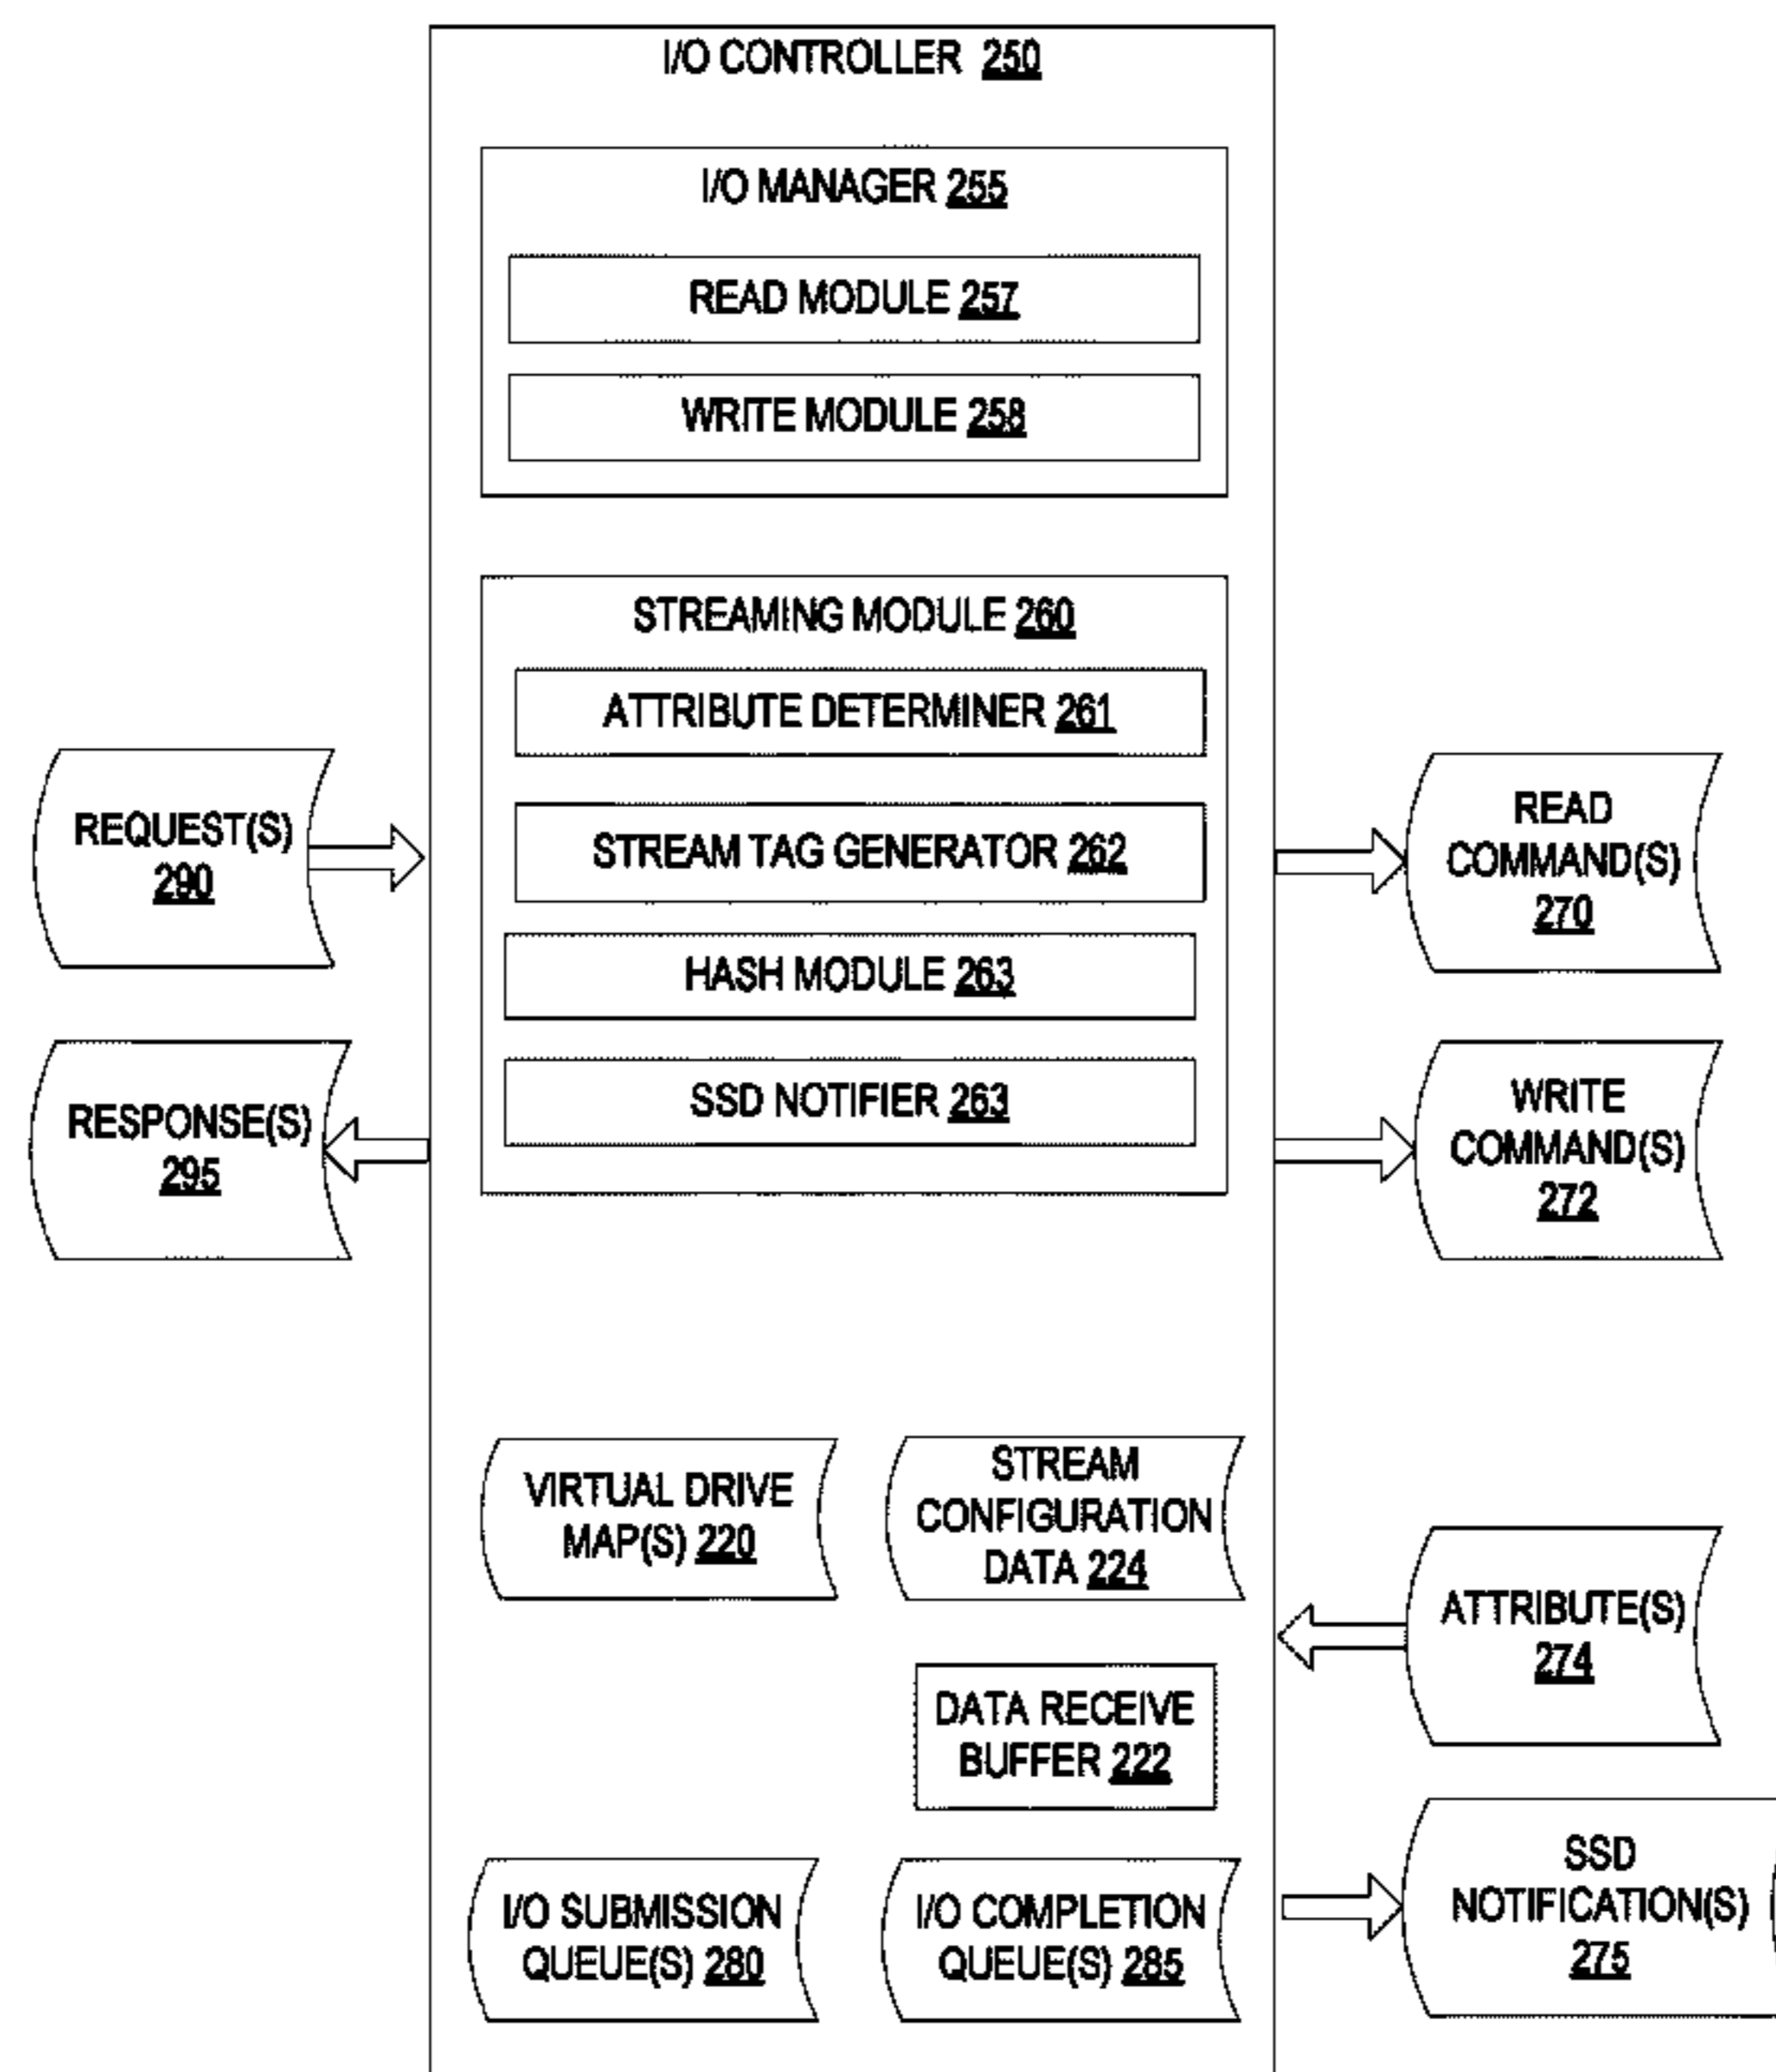 I/O CONTROLLER 250
I/O MANAGER 255
READ MODULE 257
WRITE MODULE 258
STREAMING MODULE 260
ATTRIBUTE DETERMINER 261
STREAM TAG GENERATOR 262
HASH MODULE 263
SSD NOTIFIER 263
REQUEST(S)
290
RESPONSE(S)
295
READ
COMMAND(S)
270
WRITE
COMMAND(S)
272
VIRTUAL DRIVE
MAP(S) 220
STREAM
CONFIGURATION
DATA 224
ATTRIBUTE(S)
274
DATA RECEIVE
BUFFER 222
SSD
NOTIFICATION(S)
275
I/O SUBMISSION
QUEUE(S) 280
I/O COMPLETION
QUEUE(S) 285